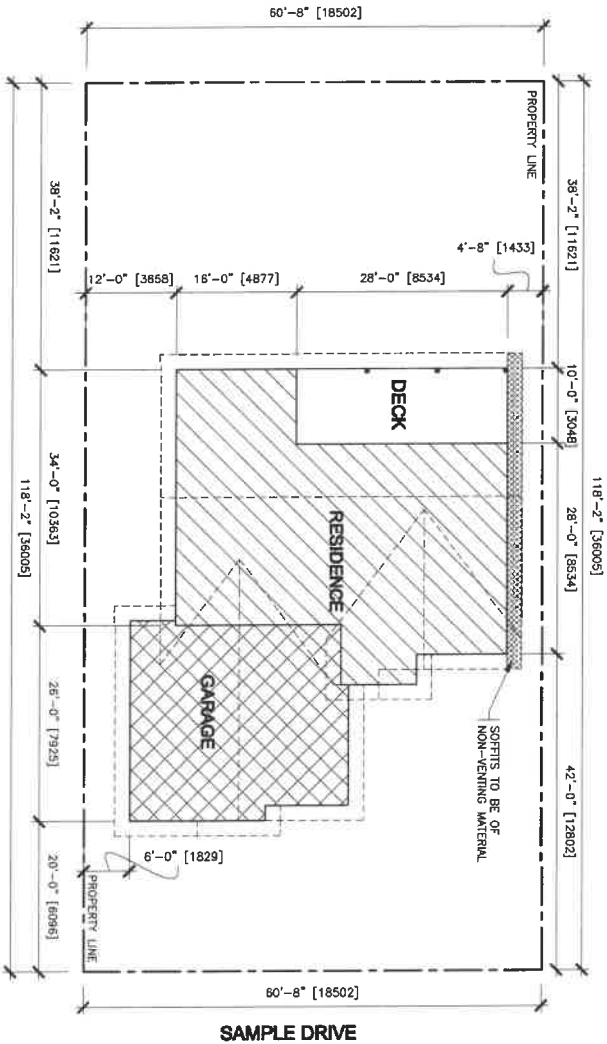 60'-8" [18502]
PROPERTY LINE
38'-2" [11621]
38'-2" [11621]
4'-8" [1433]
12'-0" [3658]
16'-0" [4877]
28'-0" [8534]
DECK
10'-0" [3048]
118'-2" [36005]
34'-0" [10363]
118'-2" [36005]
RESIDENCE
28'-0" [8534]
GARAGE
26'-0" [7925]
SOFFITS TO BE OF
NON-VENTING MATERIAL
42'-0" [12802]
6'-0" [1829]
20'-0" [6096]
PROPERTY LINE
60'-8" [18502]
SAMPLE DRIVE